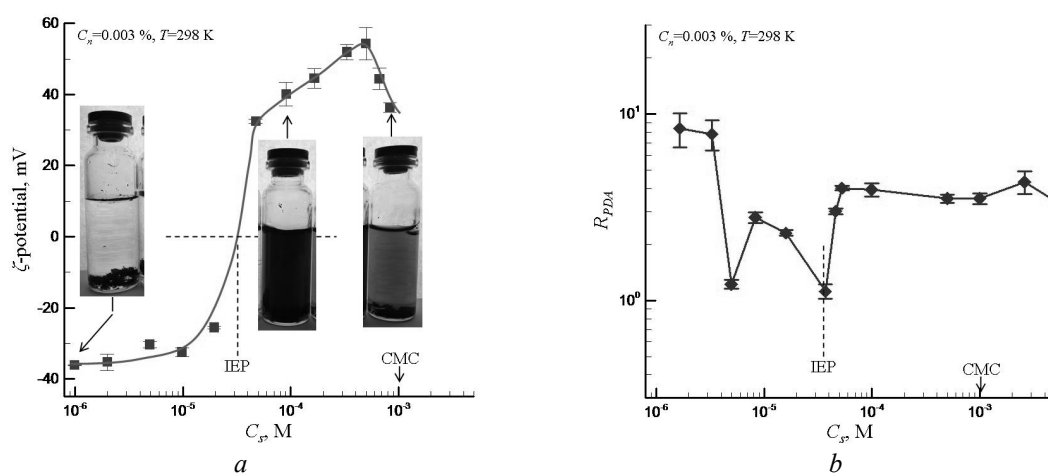 C_n=0.003 %, T=298 K
ζ-potential, mV
60
40
20
0
-20
-40
IEP
CMC
10^-6
10^-5
10^-4
10^-3
C_s, M
a
C_n=0.003 %, T=298 K
R_PDA
10^1
10^0
IEP
CMC
10^-6
10^-5
10^-4
10^-3
C_s, M
b